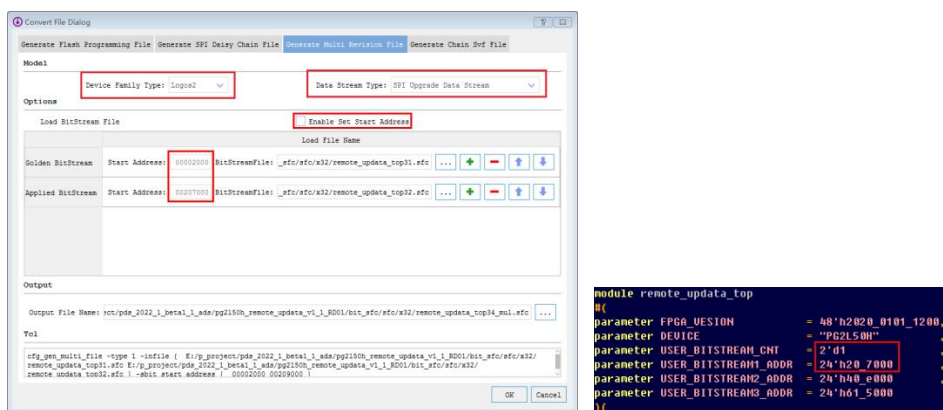 Convert File Dialog
Generate Flash Programming File Generate SPI Daisy Chain File Generate Multi Revision File Generate Chain Svf File
Model
Device Family Type: Logos2 Data Stream Type: SPI Upgrade Data Stream
Options
Load BitStream File Enable Set Start Address
Load File Name
Golden BitStream Start Address: 00002000 BitStreamFile: _sfc/sfc/x32/remote_updata_top31.sfc ...
Applied BitStream Start Address: 00207000 BitStreamFile: _sfc/sfc/x32/remote_updata_top32.sfc ...
Output
Output File Name: ect/pds_2022_1_beta1_1_ads/pg2150h_remote_updata_v1_1_RD01/bit_sfc/sfc/x32/remote_updata_top34_mul.sfc ...
Tcl
cfg_gen_multi_file -type 1 -infile { E:/p_project/pds_2022_1_beta1_1_ads/pg2150h_remote_updata_v1_1_RD01/bit_sfc/sfc/x32/
remote_updata_top31.sfc E:/p_project/pds_2022_1_beta1_1_ads/pg2150h_remote_updata_v1_1_RD01/bit_sfc/sfc/x32/
remote_updata_top32.sfc } -sbit_start_address { 00002000 00209000 }
OK Cancel
module remote_updata_top
#(
parameter FPGA_VESION = 48'h2020_0101_1200,
parameter DEVICE = "PG2L50H" ,
parameter USER_BITSTREAM_CNT = 2'd1 ,
parameter USER_BITSTREAM1_ADDR = 24'h20_7000 ,
parameter USER_BITSTREAM2_ADDR = 24'h40_e000 ,
parameter USER_BITSTREAM3_ADDR = 24'h61_5000
)(